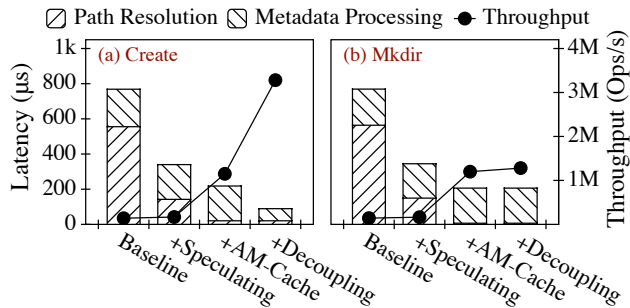 Path Resolution Metadata Processing Throughput
(a) Create
(b) Mkdir
Latency (μs)
1k
800
600
400
200
0
4M
3M
2M
1M
Throughput (Ops/s)
Baseline
+Speculating
+AM-Cache
+Decoupling
Baseline
+Speculating
+AM-Cache
+Decoupling